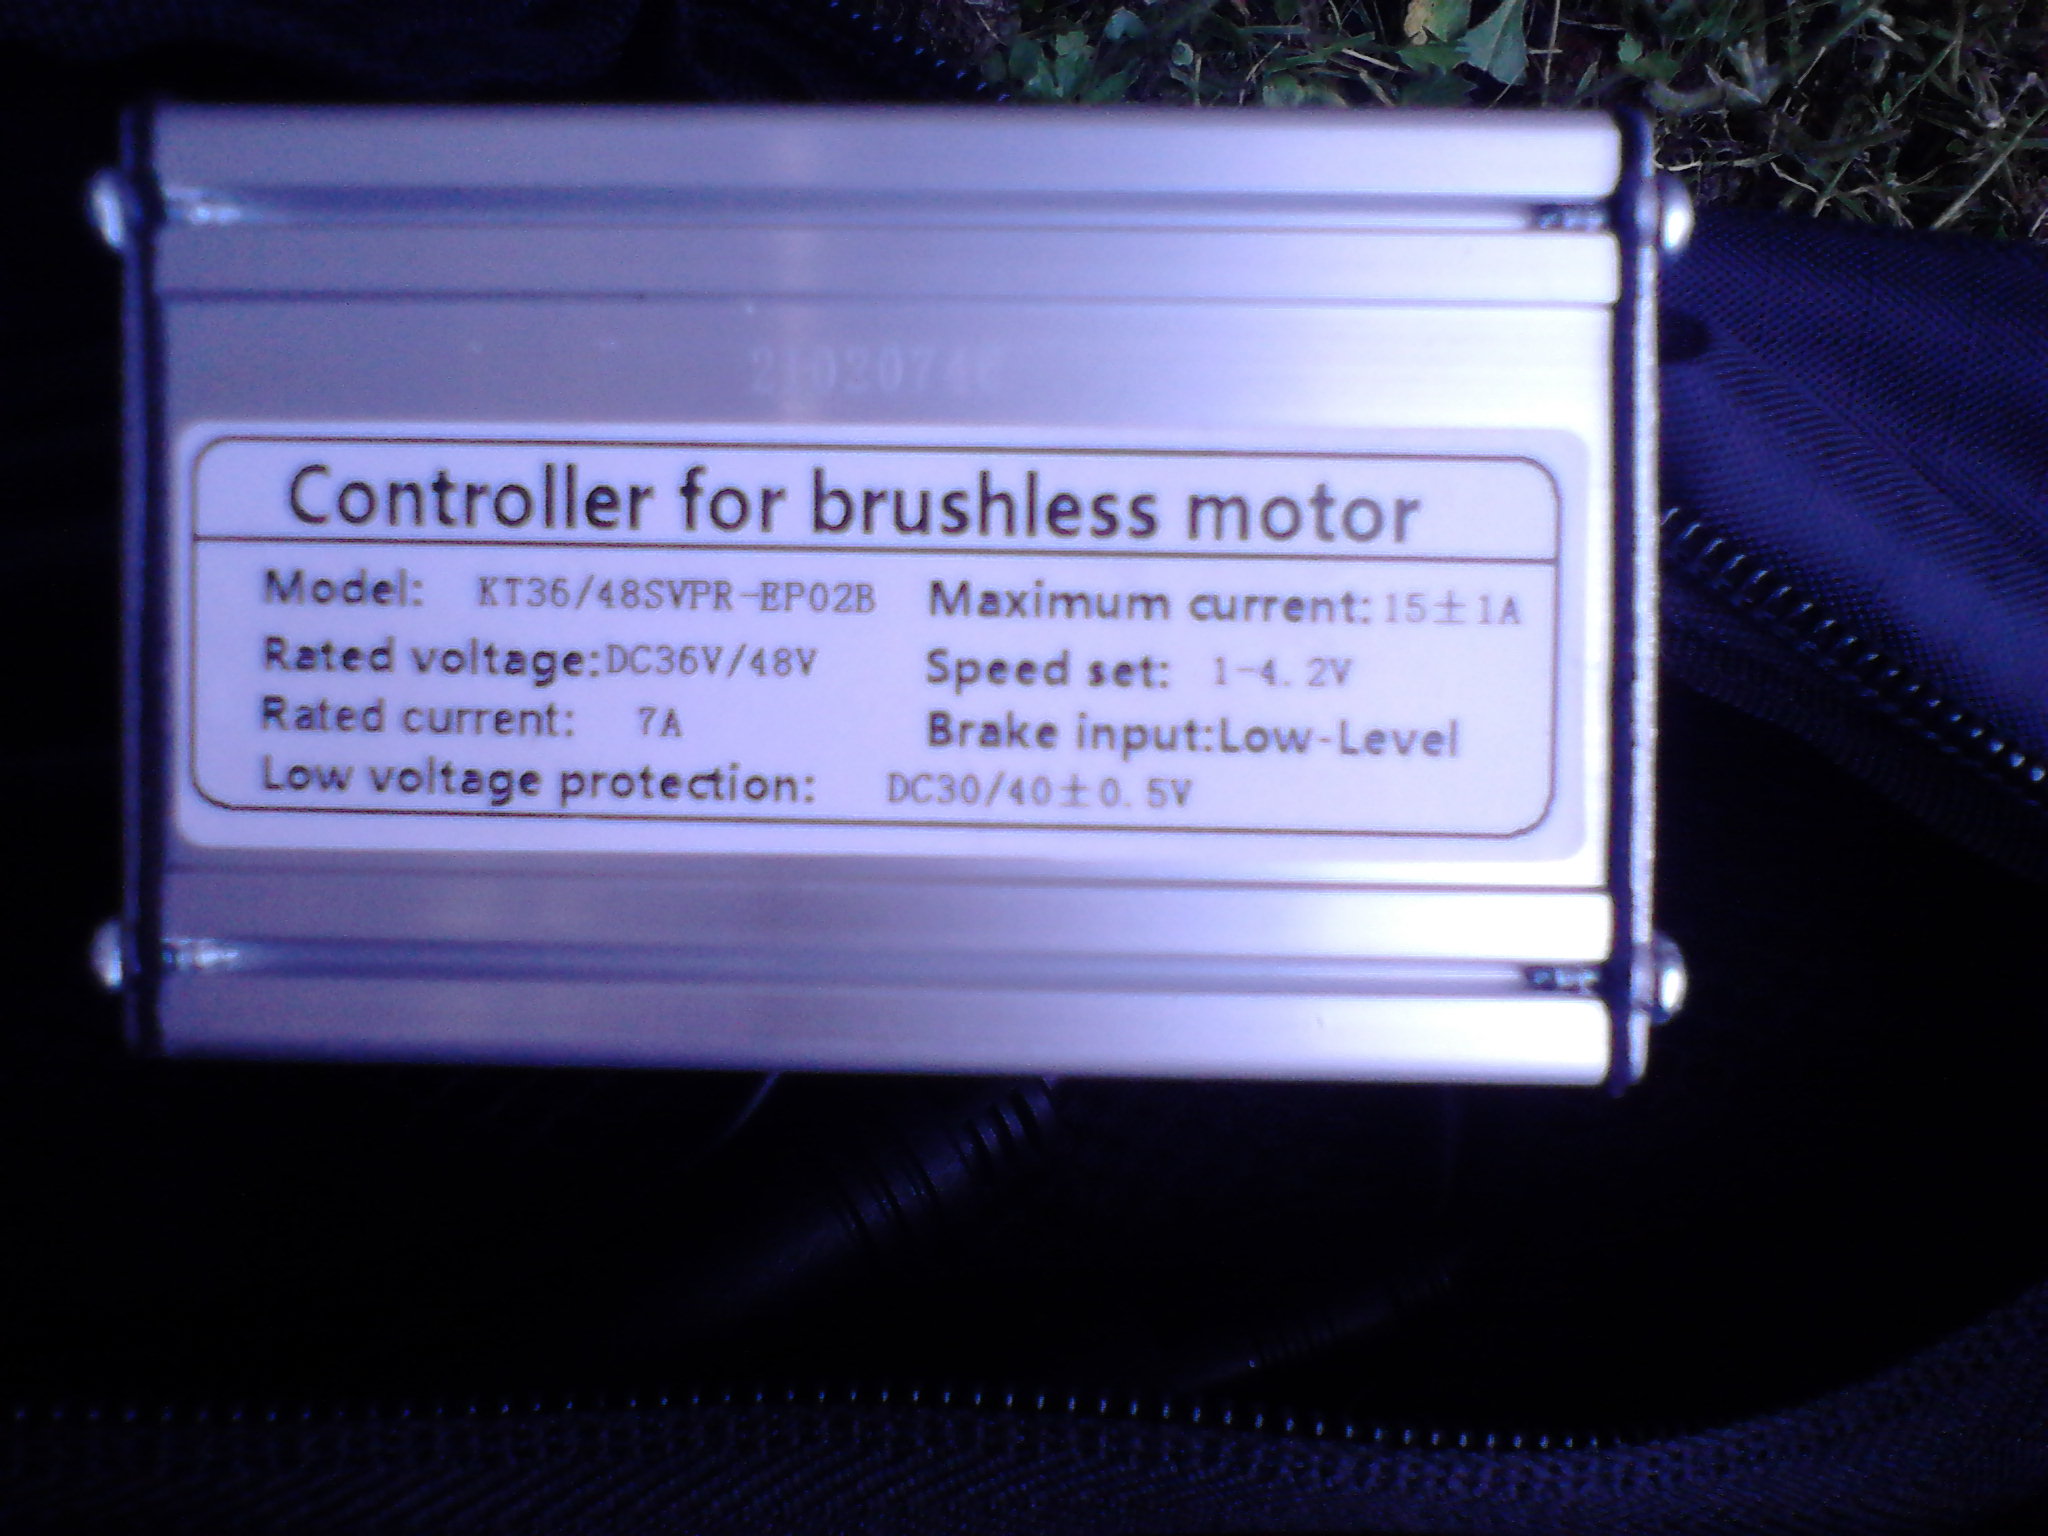 Controller for brushless motor
Model: KT36/48SVPR-EP02B
Maximum current: 15±1A
Rated voltage:DC36V/48V
Speed set: 1-4.2V
Rated current: 7A
Brake input:Low-Level
Low voltage protection: DC30/40±0.5V